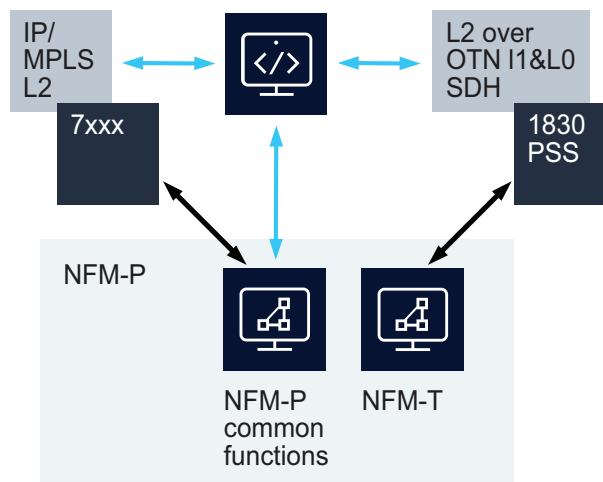 IP/
MPLS
L2
7xxx
L2 over
OTN l1&L0
SDH
1830
PSS
NFM-P
NFM-P
common
functions
NFM-T